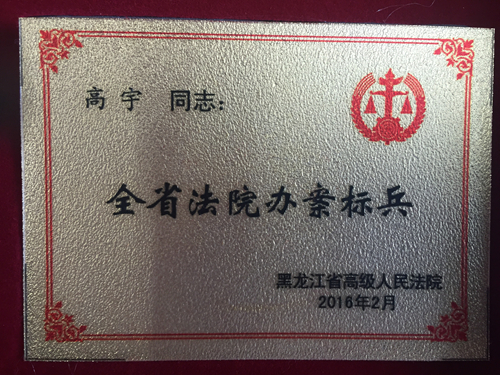 高宇 同志:
全省法院办案标兵
黑龙江省高级人民法院
2016年2月